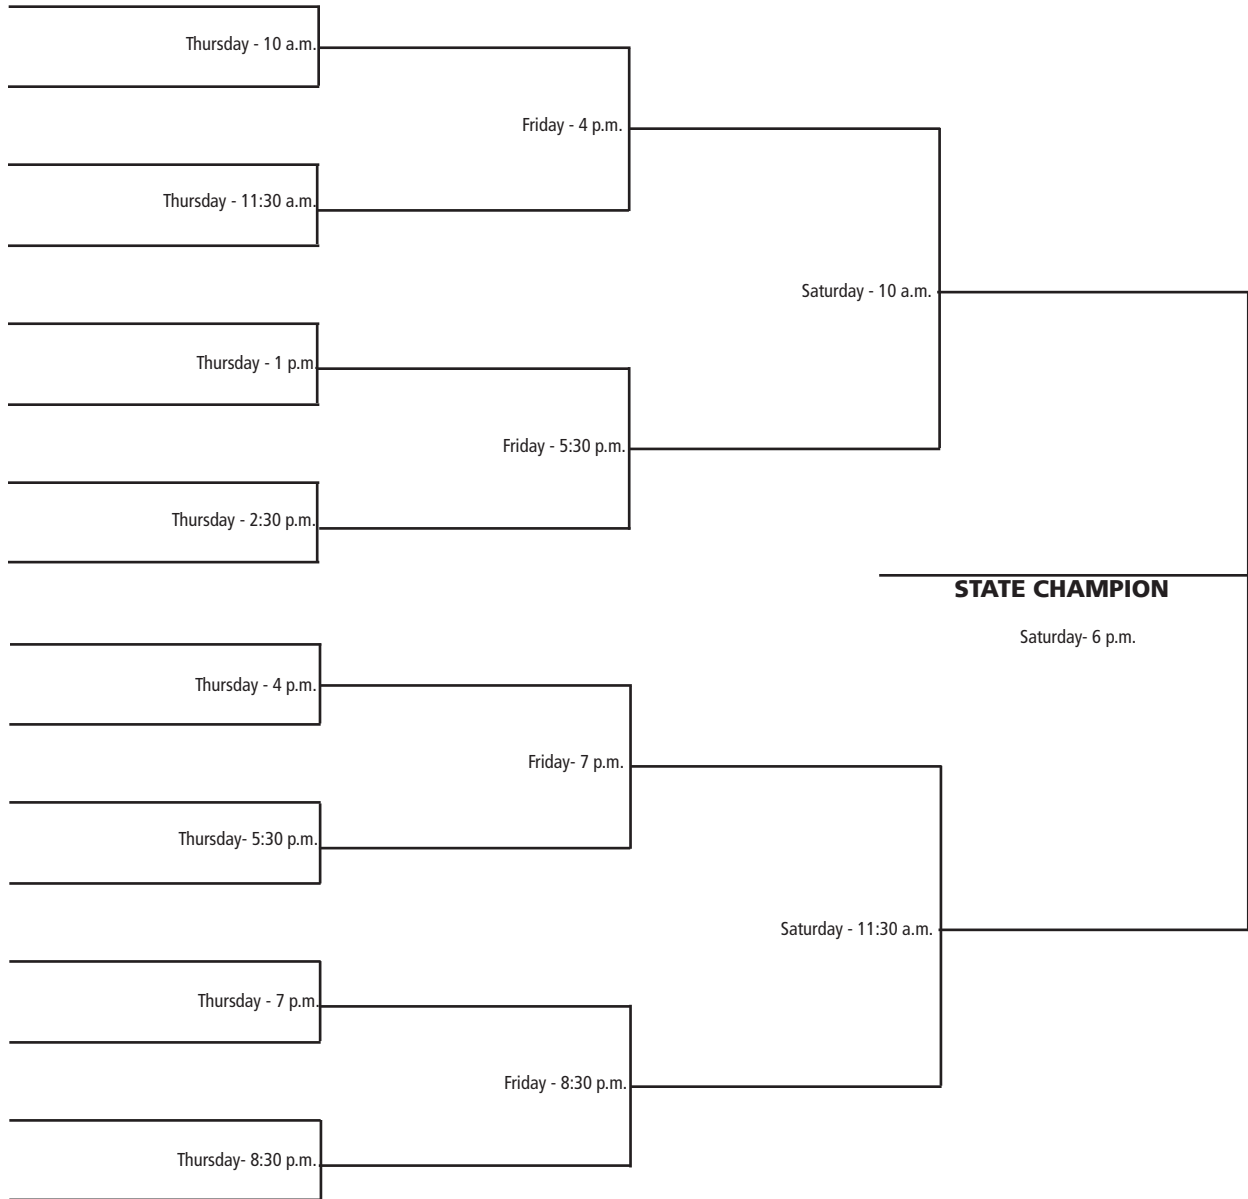 Thursday - 10 a.m.
Friday - 4 p.m.
Thursday - 11:30 a.m.
Saturday - 10 a.m.
Thursday - 1 p.m.
Friday - 5:30 p.m.
Thursday - 2:30 p.m.
STATE CHAMPION
Saturday- 6 p.m.
Thursday - 4 p.m.
Friday- 7 p.m.
Thursday- 5:30 p.m.
Saturday - 11:30 a.m.
Thursday - 7 p.m.
Friday - 8:30 p.m.
Thursday- 8:30 p.m.